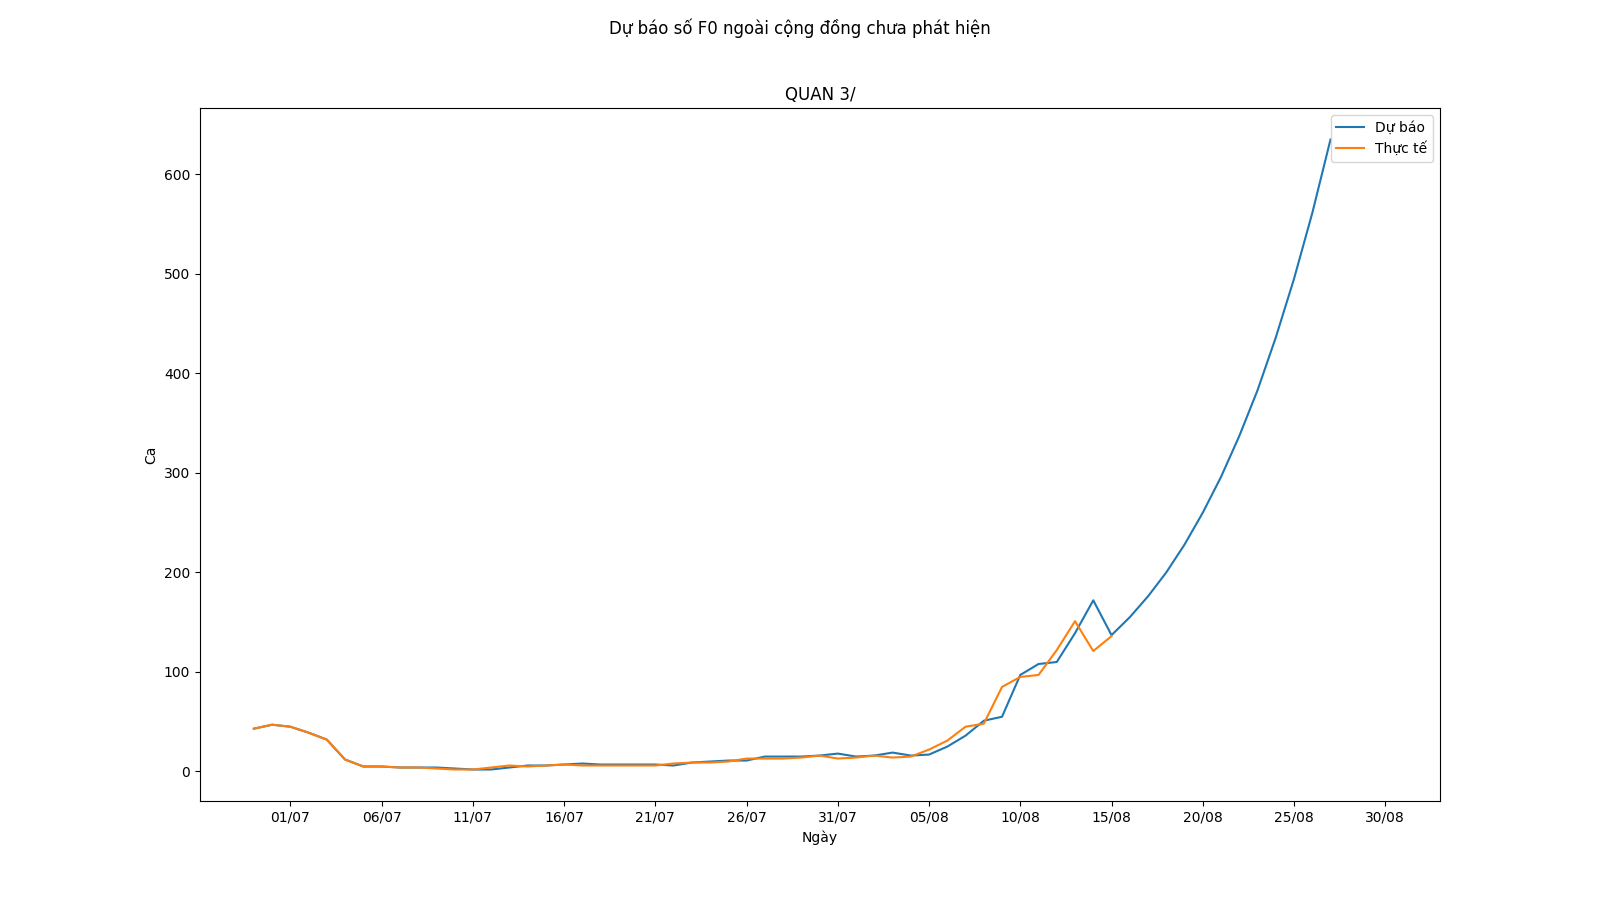 Dự báo số F0 ngoài cộng đồng chưa phát hiện
QUAN 3/
Dự báo
Thực tế
600
500
400
300
200
100
0
Ca
01/07 06/07 11/07 16/07 21/07 26/07 31/07 05/08 10/08 15/08 20/08 25/08 30/08
Ngày